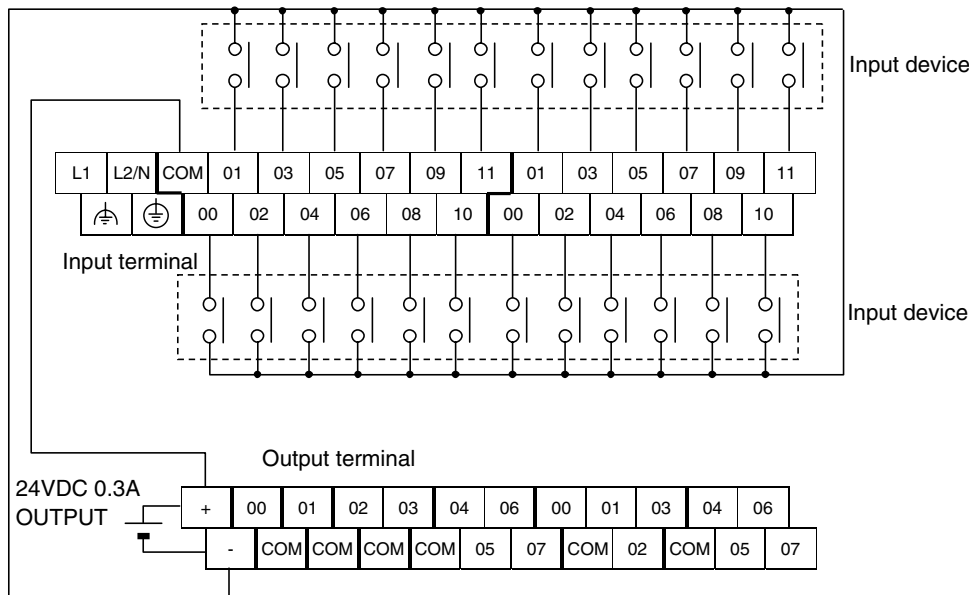 Input device
L1 L2/N COM 01 03 05 07 09 11 01 03 05 07 09 11
00 02 04 06 08 10 00 02 04 06 08 10
Input terminal
Input device
Output terminal
24VDC 0.3A
OUTPUT
+ 00 01 02 03 04 06 00 01 03 04 06
- COM COM COM COM 05 07 COM 02 COM 05 07